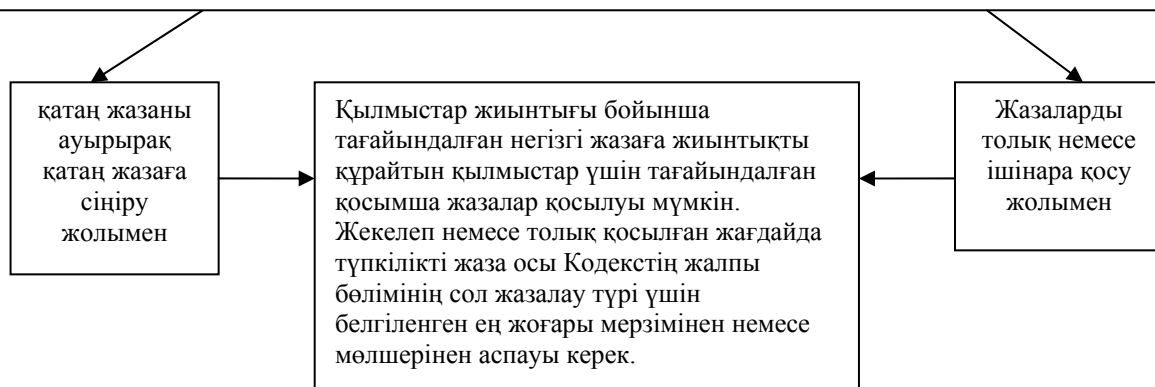 қатаң жазаны
ауырырақ
қатаң жазаға
сіңіру
жолымен
Қылмыстар жиынтығы бойынша
тағайындалған негізгі жазаға жиынтықты
құрайтын қылмыстар үшін тағайындалған
қосымша жазалар қосылуы мүмкін.
Жекелеп немесе толық қосылған жағдайда
түпкілікті жаза осы Кодекстің жалпы
бөлімінің сол жазалау түрі үшін
белгіленген ең жоғары мерзімінен немесе
мөлшерінен аспауы керек.
Жазаларды
толық немесе
ішінара қосу
жолымен